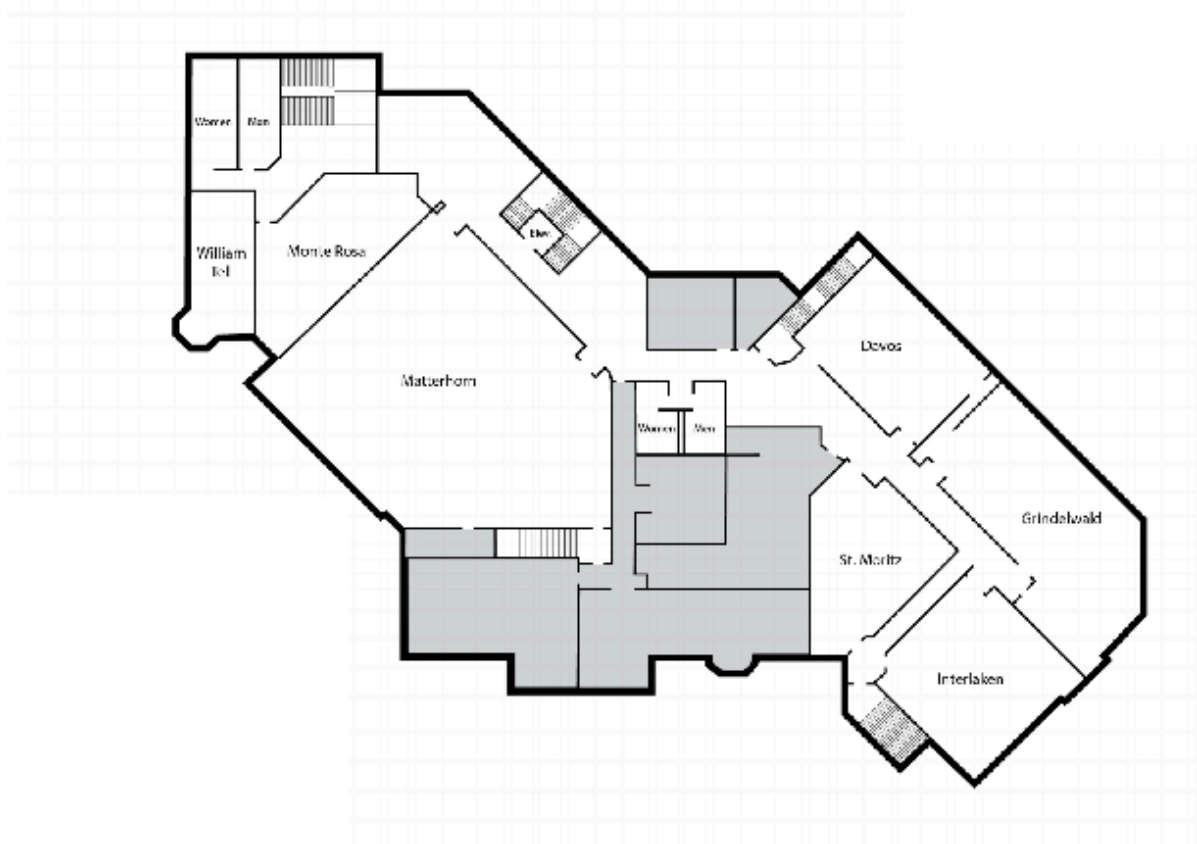 Women
Men
William
Tell
Monte Rosa
Elev.
Matterhorn
Davos
Women
Men
Grindelwald
St. Moritz
Interlaken